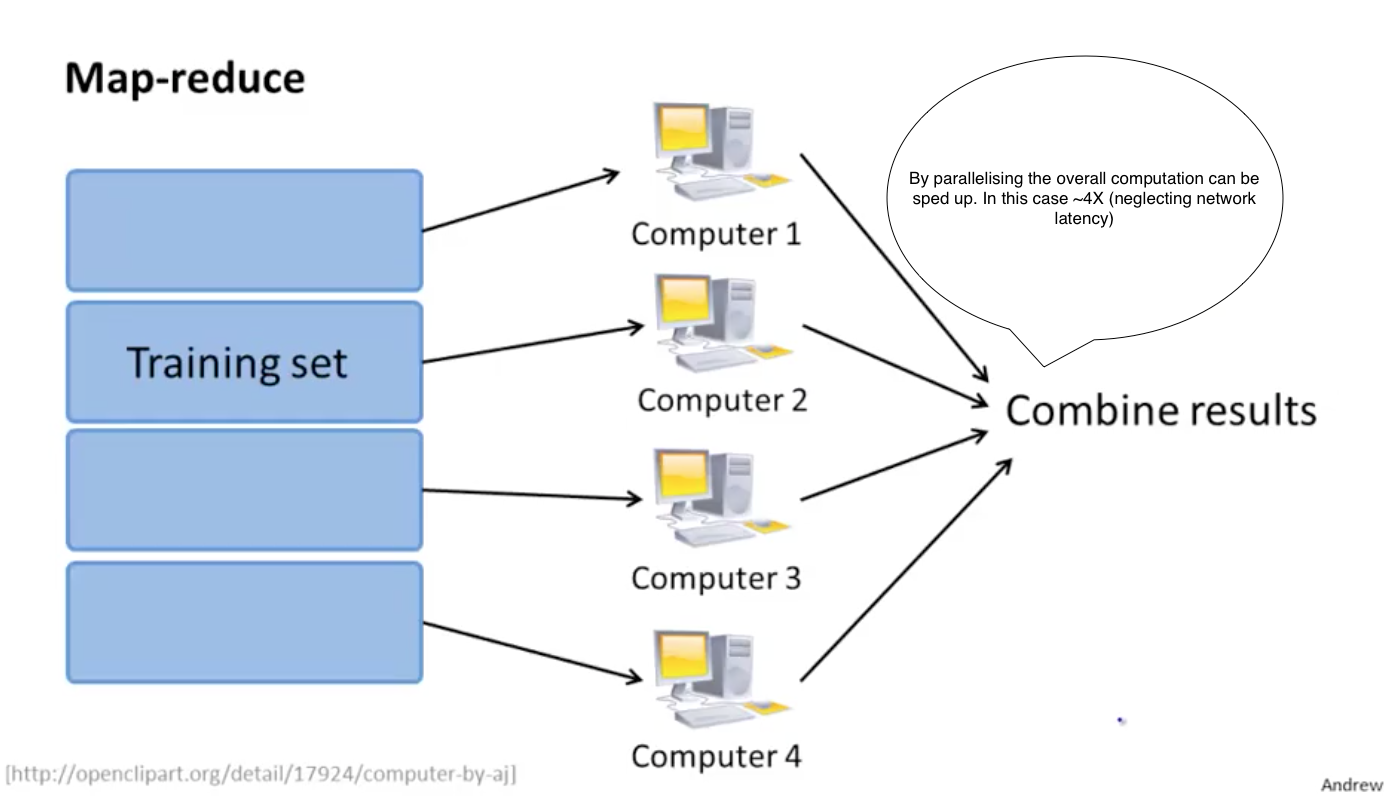 Map-reduce
Training set
Computer 1
Computer 2
Computer 3
Computer 4
By parallelising the overall computation can be
sped up. In this case ~4X (neglecting network
latency)
Combine results
[http://openclipart.org/detail/17924/computer-by-aj]
Andrew